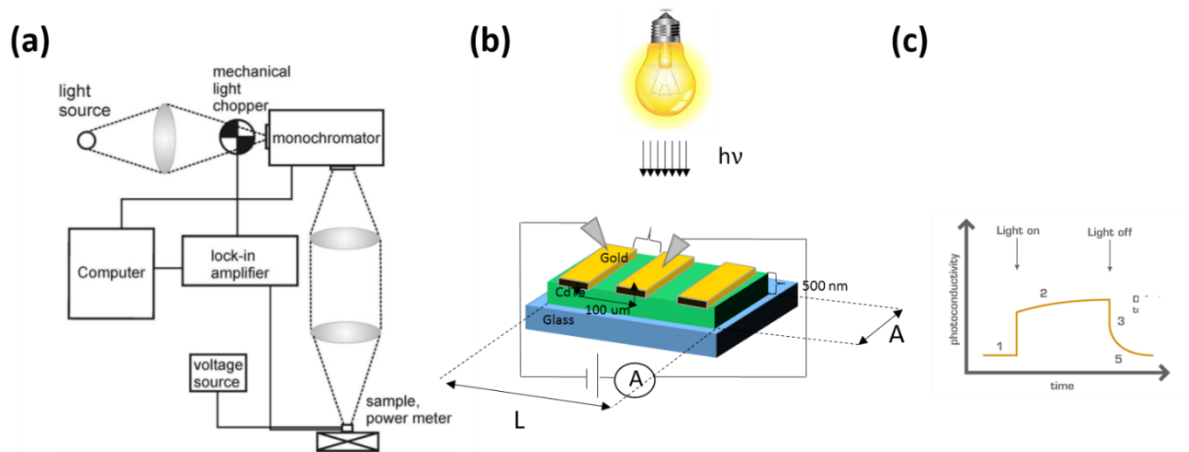 (a)
light
source
mechanical
light
chopper
monochromator
Computer
lock-in
amplifier
voltage
source
sample,
power meter
(b)
hν
Gold
100 um
Glass
500 nm
A
A
L
(c)
Light on
Light off
photoconductivity
1
2
3
5
time